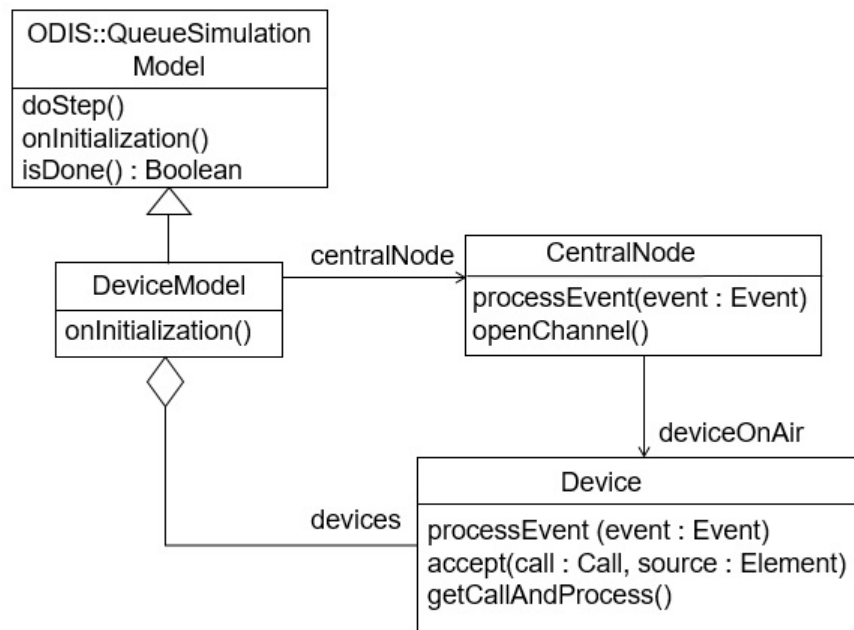 ODIS::QueueSimulation
Model
doStep()
onInitialization()
isDone() : Boolean
DeviceModel
onInitialization()
centralNode
CentralNode
processEvent(event : Event)
openChannel()
deviceOnAir
devices
Device
processEvent (event : Event)
accept(call : Call, source : Element)
getCallAndProcess()